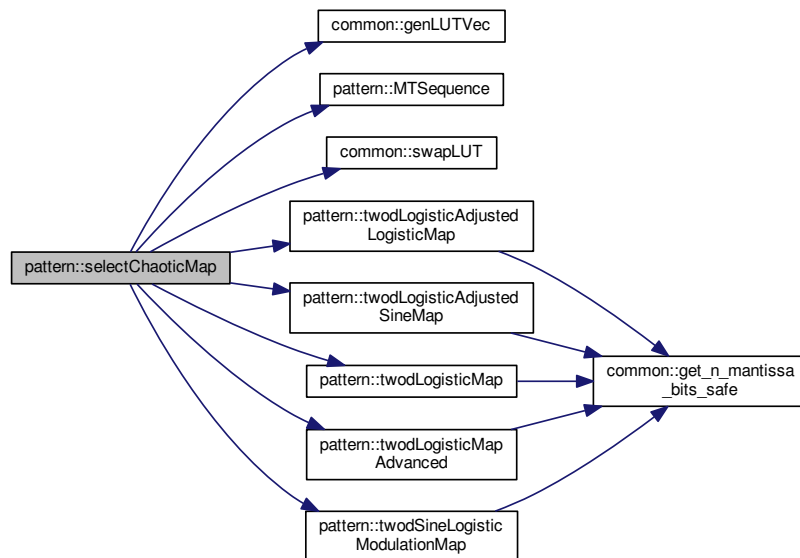 common::genLUTVec
pattern::MTSequence
common::swapLUT
pattern::twodLogisticAdjusted
LogisticMap
pattern::selectChaoticMap
pattern::twodLogisticAdjusted
SineMap
common::get_n_mantissa
_bits_safe
pattern::twodLogisticMap
pattern::twodLogisticMap
Advanced
pattern::twodSineLogistic
ModulationMap